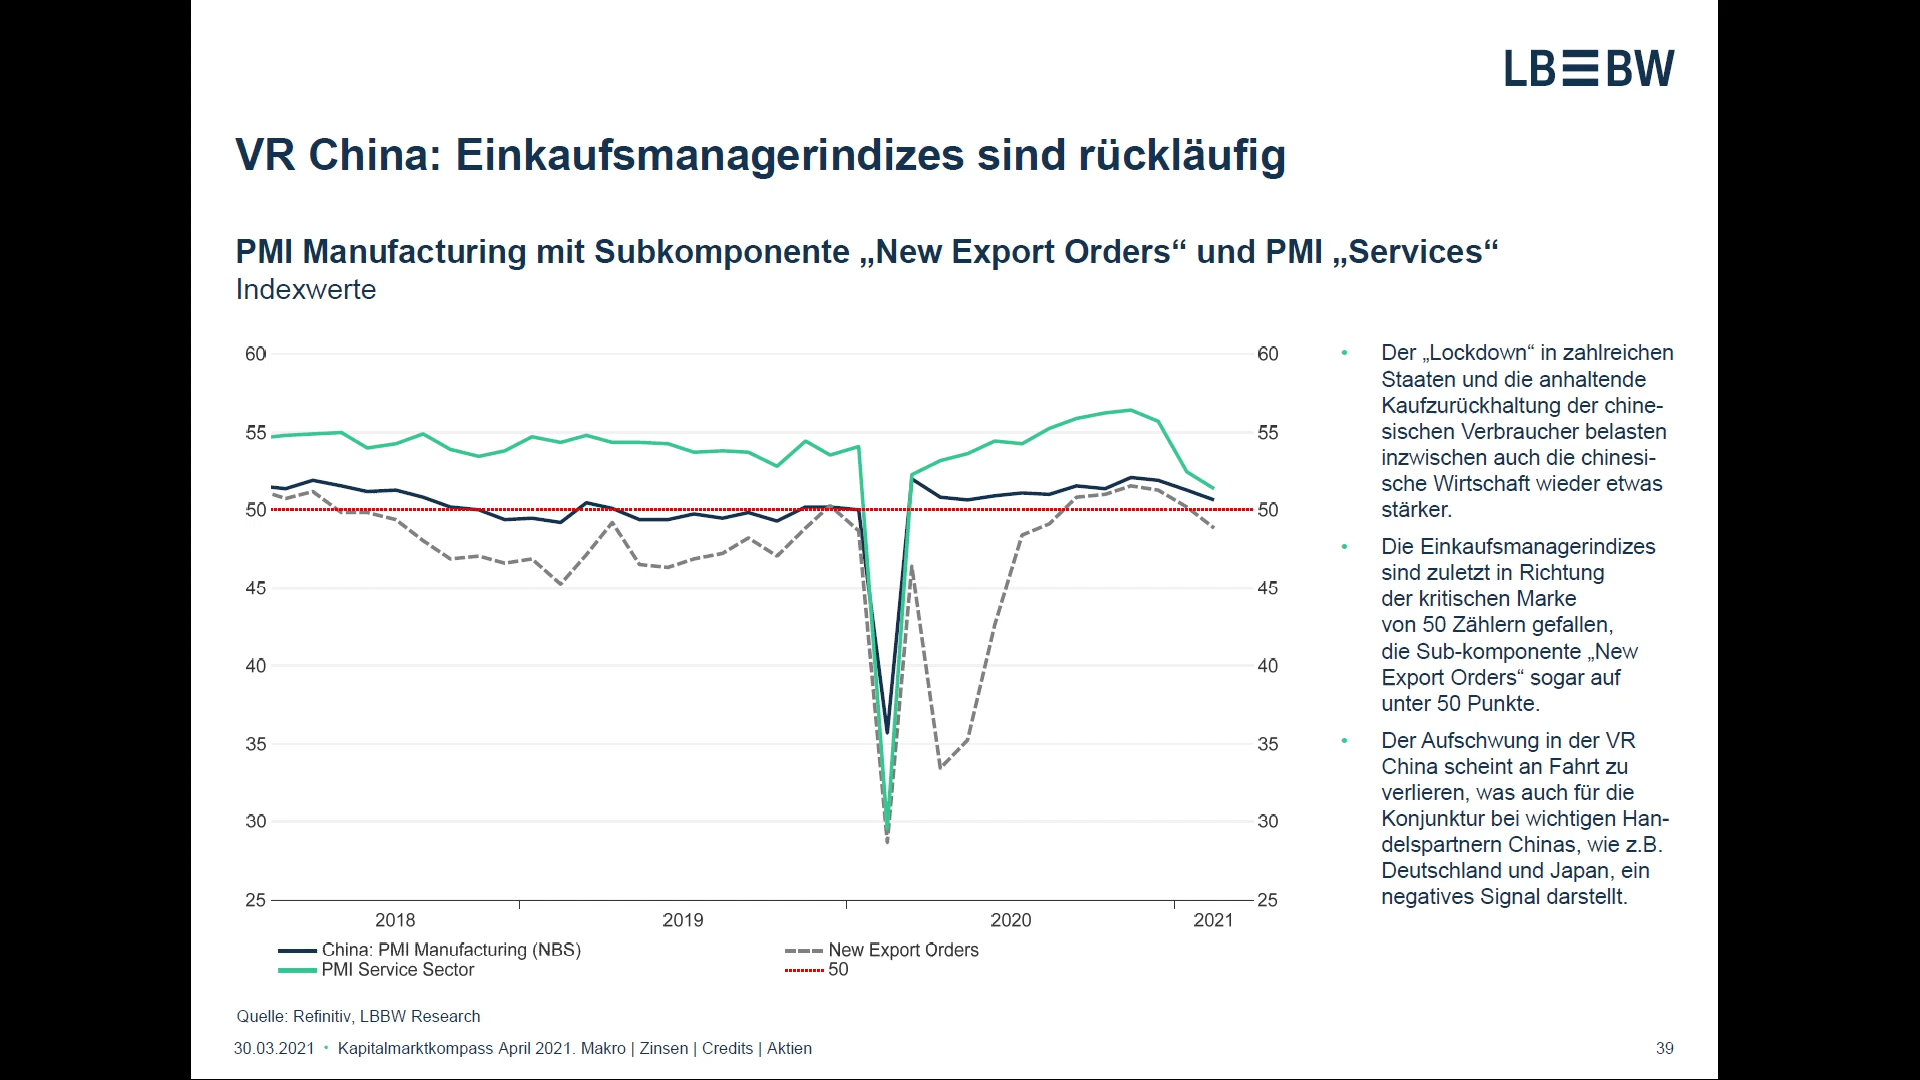 LBBW
VR China: Einkaufsmanagerindizes sind rückläufig
PMI Manufacturing mit Subkomponente „New Export Orders“ und PMI „Services“
Indexwerte
60
55
50
45
40
35
30
25
60
55
50
45
40
35
30
25
2018
2019
2020
2021
China: PMI Manufacturing (NBS)
New Export Orders
PMI Service Sector
50
• Der „Lockdown“ in zahlreichen
Staaten und die anhaltende
Kaufzurückhaltung der chine-
sischen Verbraucher belasten
inzwischen auch die chinesi-
sche Wirtschaft wieder etwas
stärker.
• Die Einkaufsmanagerindizes
sind zuletzt in Richtung
der kritischen Marke
von 50 Zählern gefallen,
die Sub-komponente „New
Export Orders“ sogar auf
unter 50 Punkte.
• Der Aufschwung in der VR
China scheint an Fahrt zu
verlieren, was auch für die
Konjunktur bei wichtigen Han-
delspartnern Chinas, wie z.B.
Deutschland und Japan, ein
negatives Signal darstellt.
Quelle: Refinitiv, LBBW Research
30.03.2021 • Kapitalmarktkompass April 2021. Makro | Zinsen | Credits | Aktien
39